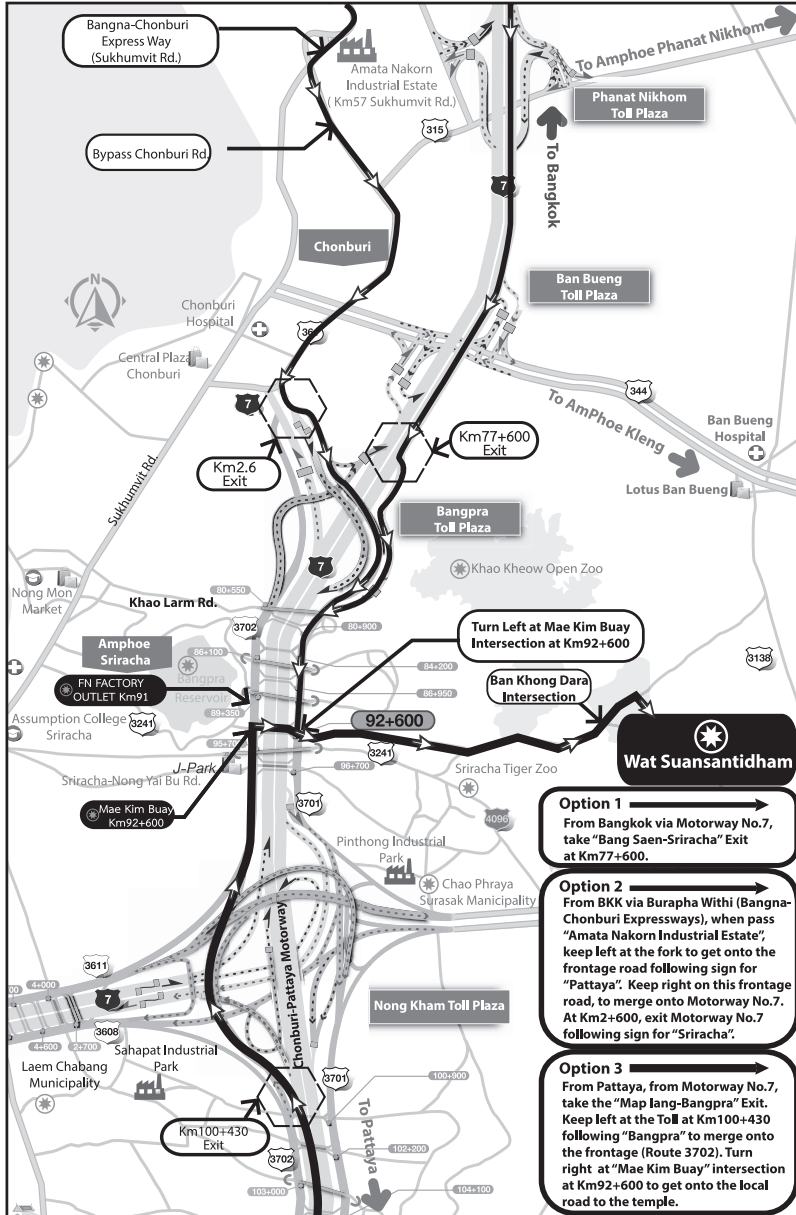 Bangna-Chonburi
Express Way
(Sukhumvit Rd.)
Amata Nakorn
Industrial Estate
( Km57 Sukhumvit Rd.)
To Amphoe Phanat Nikhom
Phanat Nikhom
Toll Plaza
315
To Bangkok
Bypass Chonburi Rd.
7
Chonburi
N
Ban Bueng
Toll Plaza
Chonburi
Hospital
36
Central Plaza
Chonburi
7
344
To AmPhoe Kleng
Ban Bueng
Hospital
Km77+600
Exit
Km2.6
Exit
Lotus Ban Bueng
Sukhumvit Rd.
Bangpra
Toll Plaza
7
Khao Kheow Open Zoo
Nong Mon
Market
80+550
Khao Larm Rd.
3702
80+900
Turn Left at Mae Kim Buay
Intersection at Km92+600
Amphoe
Sriracha
86+100
84+200
3138
Bangpra
Reservoir
FN FACTORY
OUTLET Km91
86+950
Ban Khong Dara
Intersection
89+350
92+600
Assumption College
Sriracha
3241
95+70
3241
Wat Suansantidham
J-Park
96+700
Sriracha-Nong Yai Bu Rd.
Sriracha Tiger Zoo
Mae Kim Buay
Km92+600
3701
4096
Option 1
From Bangkok via Motorway No.7,
take “Bang Saen-Sriracha” Exit
at Km77+600.
Pinthong Industrial
Park
Chao Phraya
Surasak Manicipality
Option 2
From BKK via Burapha Withi (Bangna-
Chonburi Expressways), when pass
“Amata Nakorn Industrial Estate”,
keep left at the fork to get onto the
frontage road following sign for
“Pattaya”.  Keep right on this frontage
road, to merge onto Motorway No.7.
At Km2+600, exit Motorway No.7
following sign for “Sriracha”.
Chonburi-Pattaya Motorway
3611
4+000
7
Nong Kham Toll Plaza
3608
4+600
2+700
Sahapat Industrial
Park
Laem Chabang
Municipality
3701
100+900
Km100+430
Exit
To Pattaya
102+200
3702
103+000
104+100
Option 3
From Pattaya, from Motorway No.7,
take the “Map Iang-Bangpra” Exit.
Keep left at the Toll at Km100+430
following “Bangpra” to merge onto
the frontage (Route 3702). Turn
right  at “Mae Kim Buay” intersection
at Km92+600 to get onto the local
road to the temple.